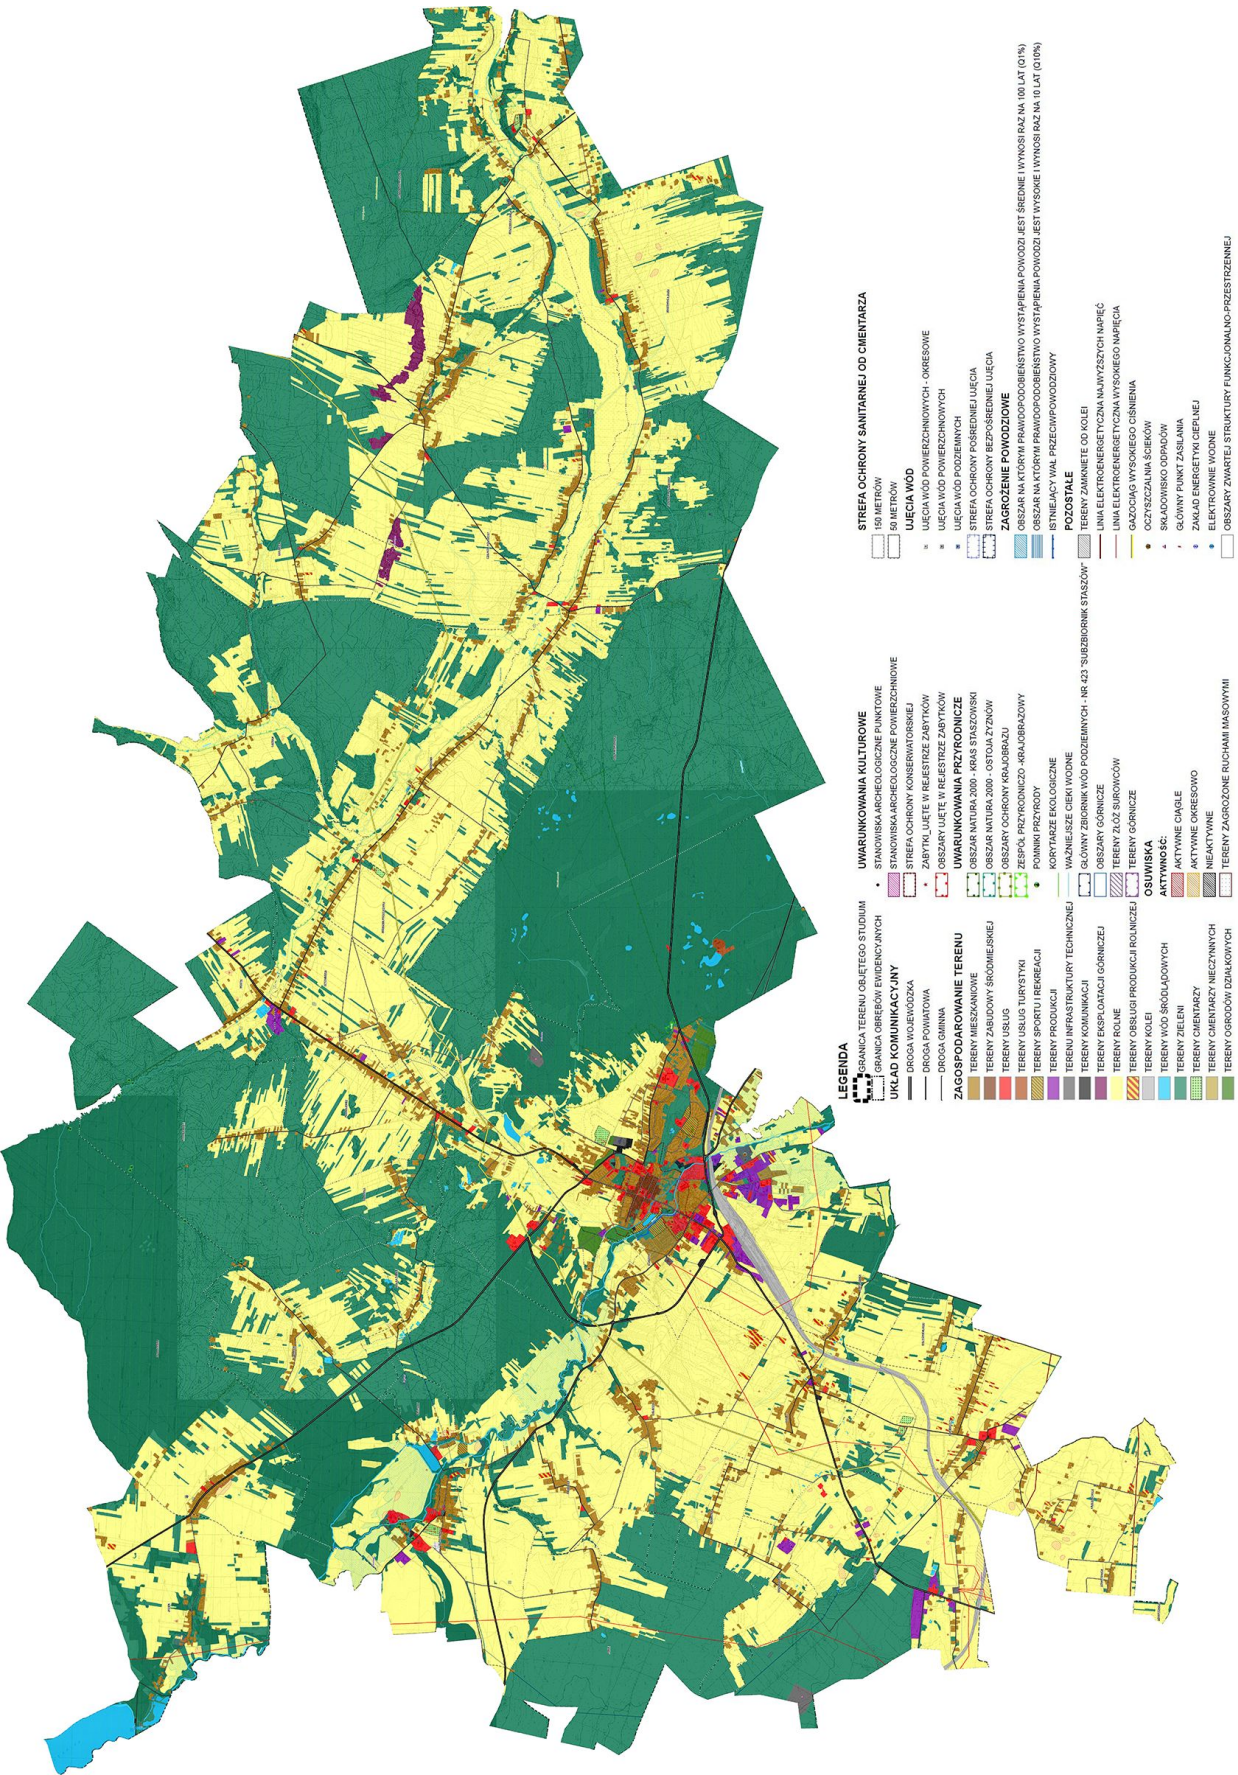 LEGENDA
GRANICA TERENU OBJĘTEGO STUDIUM
GRANICA OBRĘBÓW EWIDENCYJNYCH
UKŁAD KOMUNIKACYJNY
DROGA WOJEWÓDZKA
DROGA POWIATOWA
DROGA GMINNA
ZAGOSPODAROWANIE TERENU
TERENY MIESZKANIOWE
TERENY ZABUDOWY ŚRÓDMIEJSKIEJ
TERENY USŁUG
TERENY USŁUG TURYSTYKI
TERENY SPORTU I REKREACJI
TERENY PRODUKCJI
TERENU INFRASTRUKTURY TECHNICZNEJ
TERENY KOMUNIKACJI
TERENY EKSPLOATACJI GÓRNICZEJ
TERENY ROLNE
TERENY OBSŁUGI PRODUKCJI ROLNICZEJ
TERENY KOLEI
TERENY WÓD ŚRÓDLĄDOWYCH
TERENY ZIELENI
TERENY CMENTARZY
TERENY CMENTARZY NIECZYNNYCH
TERENY OGRODÓW DZIAŁKOWYCH
UWARUNKOWANIA KULTUROWE
STANOWISKA ARCHEOLOGICZNE PUNKTOWE
STANOWISKA ARCHEOLOGICZNE POWIERZCHNIOWE
STREFA OCHRONY KONSERWATORSKIEJ
ZABYTKI UJĘTE W REJESTRZE ZABYTKÓW
OBSZARY UJĘTE W REJESTRZE ZABYTKÓW
UWARUNKOWANIA PRZYRODNICZE
OBSZAR NATURA 2000 - KRAS STASZOWSKI
OBSZAR NATURA 2000 - OSTOJA ŻYZNÓW
OBSZARY OCHRONY KRAJOBRAZU
ZESPÓŁ PRZYRODNICZO -KRAJOBRAZOWY
POMNIKI PRZYRODY
KORYTARZE EKOLOGICZNE
WAŻNIEJSZE CIEKI WODNE
GŁÓWNY ZBIORNIK WÓD PODZIEMNYCH - NR 423 "SUBZBIORNIK STASZÓW"
OBSZARY GÓRNICZE
TERENY ZŁÓŻ SUROWCÓW
TERENY GÓRNICZE
OSUWISKA
AKTYWNOŚĆ:
AKTYWNE CIĄGLE
AKTYWNE OKRESOWO
NIEAKTYWNE
TERENY ZAGROŻONE RUCHAMI MASOWYMI
STREFA OCHRONY SANITARNEJ OD CMENTARZA
150 METRÓW
50 METRÓW
UJĘCIA WÓD
UJĘCIA WÓD POWIERZCHNIOWYCH - OKRESOWE
UJĘCIA WÓD POWIERZCHNIOWYCH
UJĘCIA WÓD PODZIEMNYCH
STREFA OCHRONY POŚREDNIEJ UJĘCIA
STREFA OCHRONY BEZPOŚREDNIEJ UJĘCIA
ZAGROŻENIE POWODZIOWE
OBSZAR NA KTÓRYM PRAWDOPODOBIEŃSTWO WYSTĄPIENIA POWODZI JEST ŚREDNIE I WYNOSI RAZ NA 100 LAT (Q1%)
OBSZAR NA KTÓRYM PRAWDOPODOBIEŃSTWO WYSTĄPIENIA POWODZI JEST WYSOKIE I WYNOSI RAZ NA 10 LAT (Q10%)
ISTNIEJĄCY WAŁ PRZECIWPOWODZIOWY
POZOSTAŁE
TERENY ZAMKNIETE OD KOLEI
LINIA ELEKTROENERGETYCZNA NAJWYŻSZYCH NAPIĘĆ
LINIA ELEKTROENERGETYCZNA WYSOKIEGO NAPIĘCIA
GAZOCIĄG WYSOKIEGO CIŚNIENIA
OCZYSZCZALNIA ŚCIEKÓW
SKŁADOWISKO ODPADÓW
GŁÓWNY PUNKT ZASILANIA
ZAKŁAD ENERGETYKI CIEPLNEJ
ELEKTROWNIE WODNE
OBSZARY ZWARTEJ STRUKTURY FUNKCJONALNO-PRZESTRZENNEJ